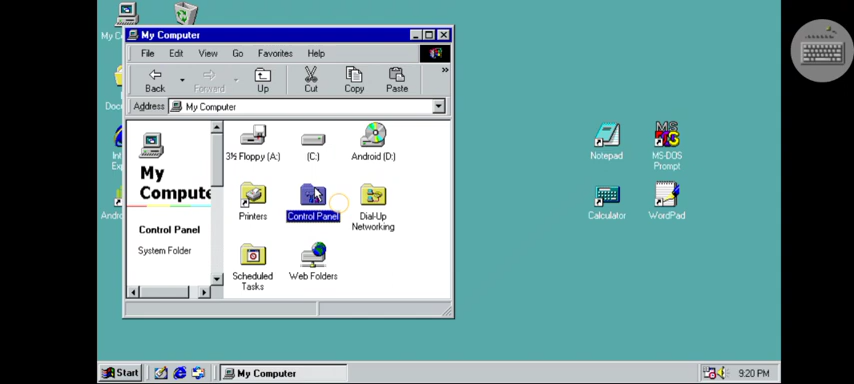 My Computer
File Edit View Go Favorites Help
Back Forward Up Cut Copy Paste »
Address My Computer
3½ Floppy (A:) (C:) Android (D:)
My
Compute
Printers Control Panel Dial-Up
Networking
Control Panel
System Folder
Scheduled
Tasks
Web Folders
Notepad
MS-DOS
Prompt
Calculator WordPad
Start My Computer 9:20 PM